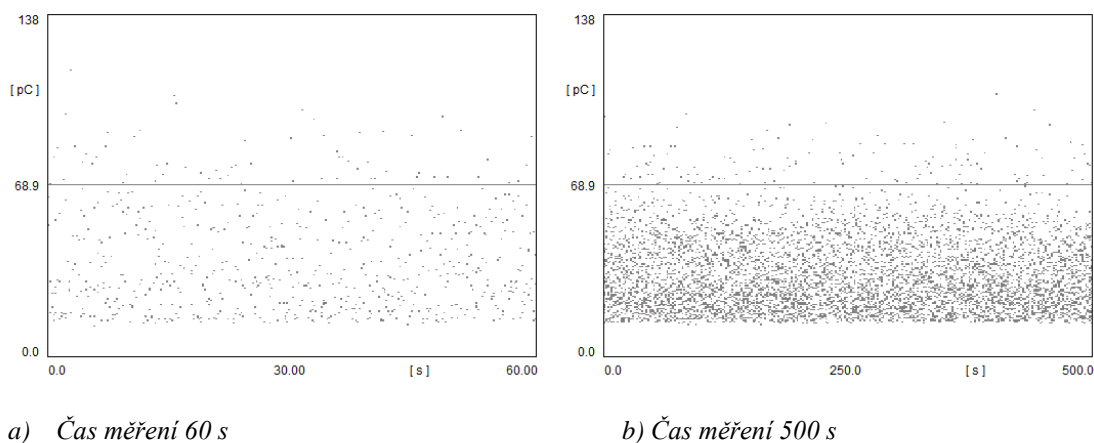 138
[ pC ]
68.9
0.0
0.0 30.00 [ s ] 60.00
138
[ pC ]
68.9
0.0
0.0 250.0 [ s ] 500.0
a) Čas měření 60 s
b) Čas měření 500 s